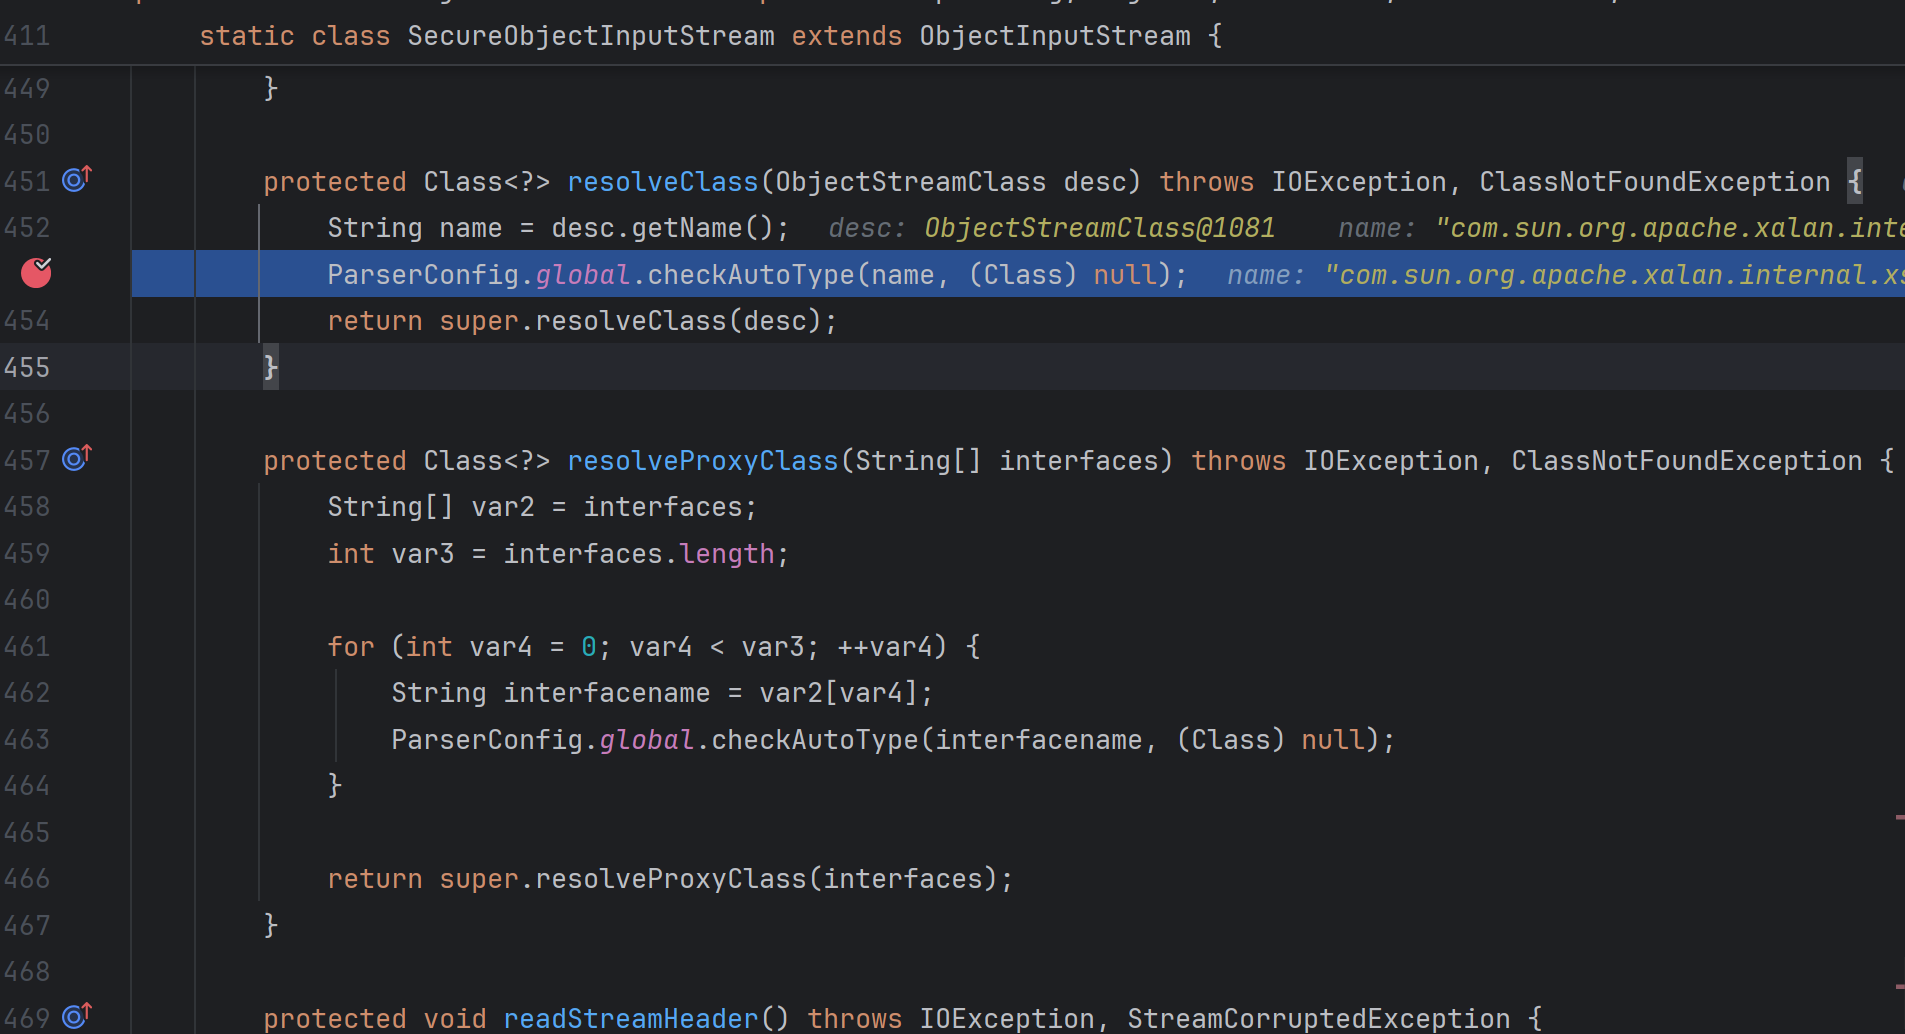 411 static class SecureObjectInputStream extends ObjectInputStream {
449 }
450
451 protected Class<?> resolveClass(ObjectStreamClass desc) throws IOException, ClassNotFoundException {
452 String name = desc.getName(); desc: ObjectStreamClass@1081 name: "com.sun.org.apache.xalan.inte
ParserConfig.global.checkAutoType(name, (Class) null); name: "com.sun.org.apache.xalan.internal.xs
454 return super.resolveClass(desc);
455 }
456
457 protected Class<?> resolveProxyClass(String[] interfaces) throws IOException, ClassNotFoundException {
458 String[] var2 = interfaces;
459 int var3 = interfaces.length;
460
461 for (int var4 = 0; var4 < var3; ++var4) {
462 String interfacename = var2[var4];
463 ParserConfig.global.checkAutoType(interfacename, (Class) null);
464 }
465
466 return super.resolveProxyClass(interfaces);
467 }
468
469 protected void readStreamHeader() throws IOException, StreamCorruptedException {